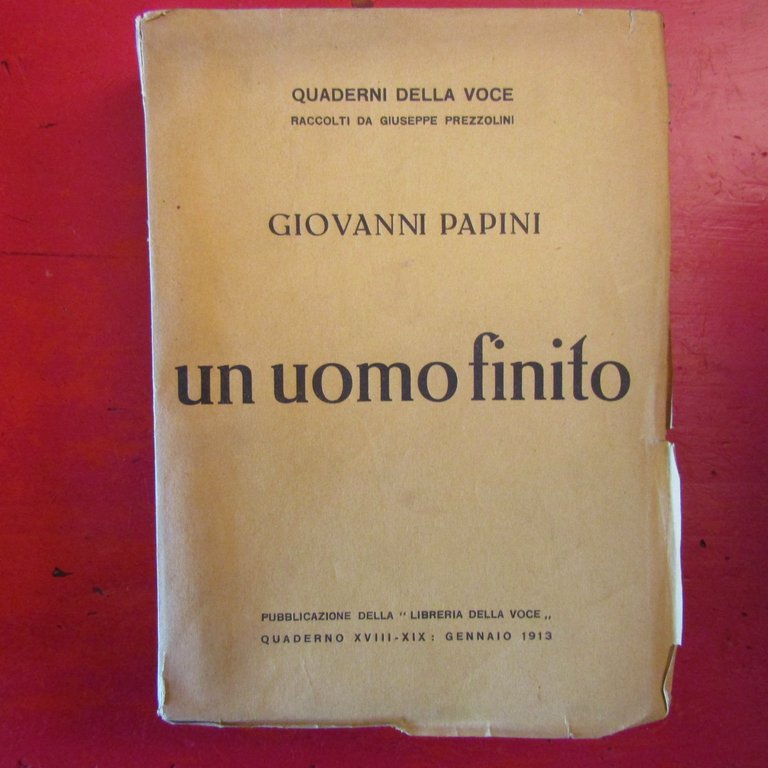 QUADERNI DELLA VOCE
RACCOLTI DA GIUSEPPE PREZZOLINI
GIOVANNI PAPINI
un uomo finito
PUBBLICAZIONE DELLA " LIBRERIA DELLA VOCE „
QUADERNO XVIII-XIX : GENNAIO 1913